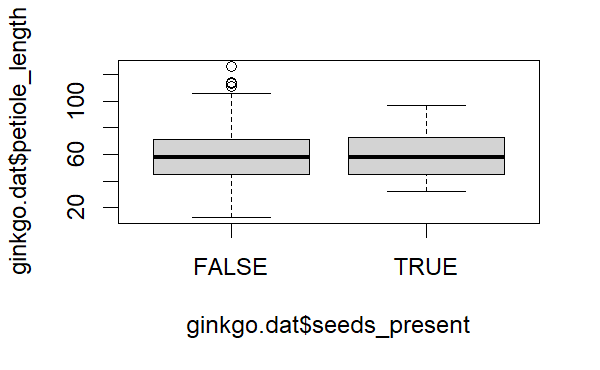 ginkgo.dat$petiole_length
100
60
20
FALSE TRUE
ginkgo.dat$seeds_present